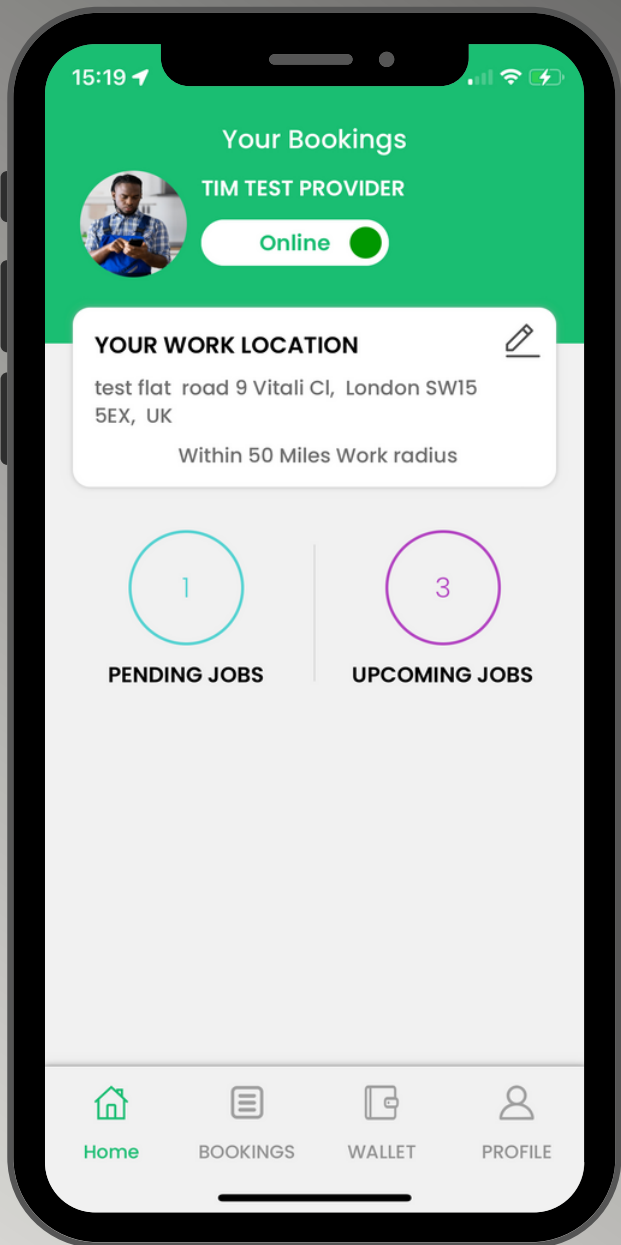 15:19
Your Bookings
TIM TEST PROVIDER
Online
YOUR WORK LOCATION
test flat  road 9 Vitali Cl,  London SW15
5EX,  UK
Within 50 Miles Work radius
1
3
PENDING JOBS
UPCOMING JOBS
Home
BOOKINGS
WALLET
PROFILE